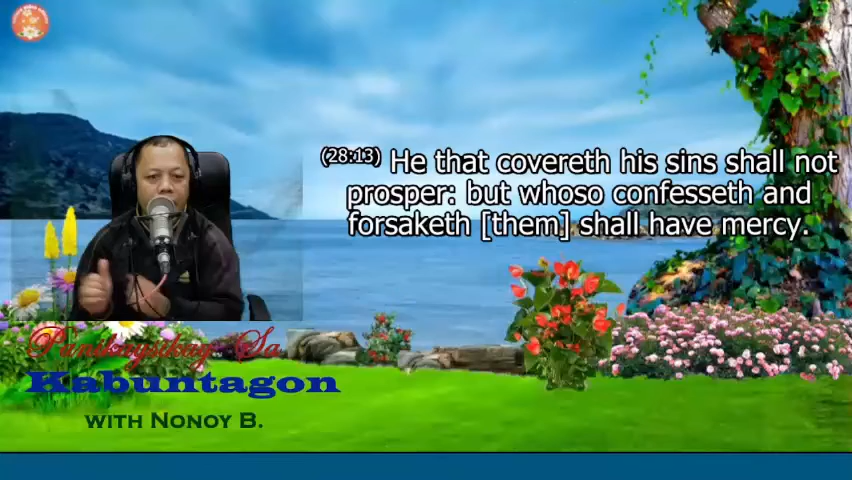 (28:13) He that covereth his sins shall not
prosper: but whoso confesseth and
forsaketh [them] shall have mercy.
Panikaysikay Sa
Kabuntagon
with Nonoy B.